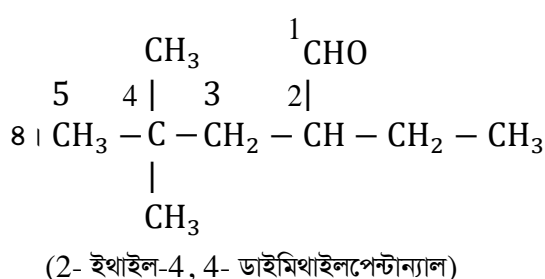 CH₃ ¹CHO
5 4 | 3 2|
৪। CH₃ – C – CH₂ – CH – CH₂ – CH₃
|
CH₃
(2- ইথাইল-4, 4- ডাইমিথাইলপেন্টান্যাল)